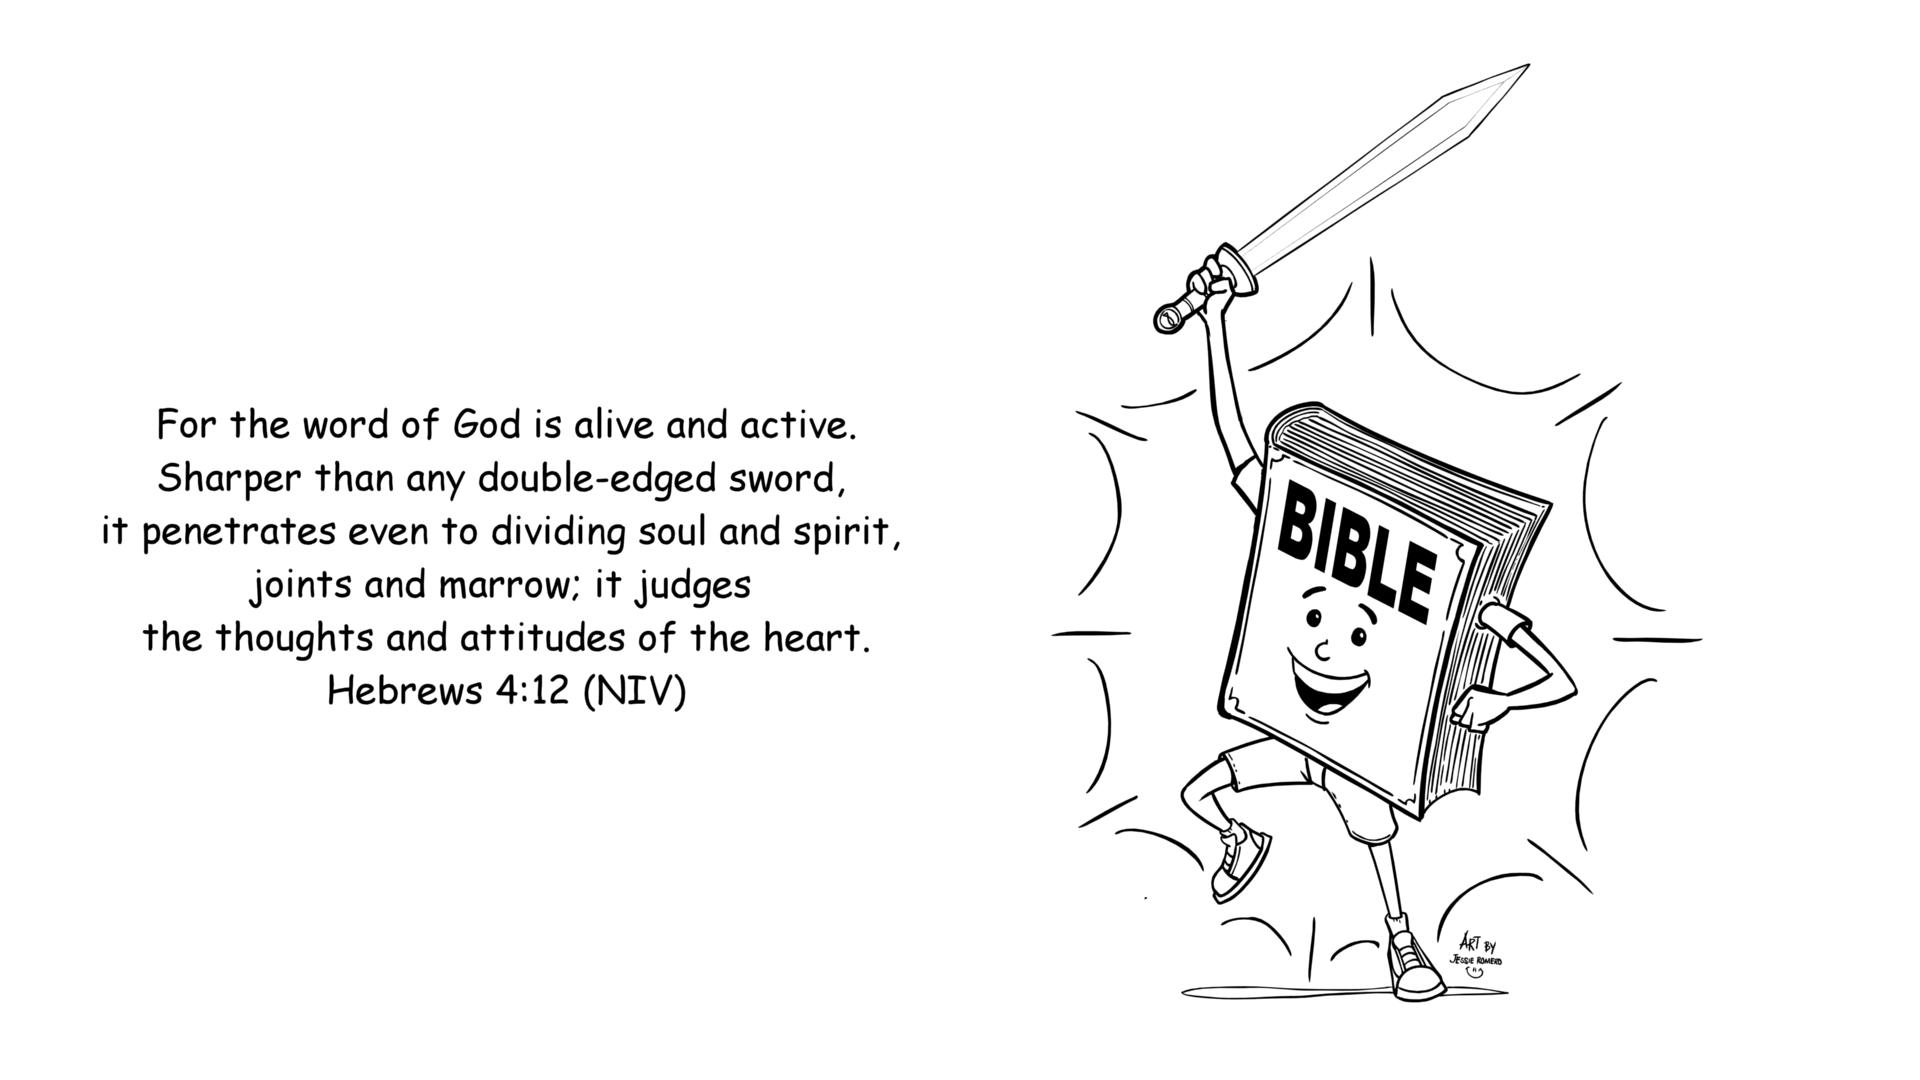 For the word of God is alive and active.
Sharper than any double-edged sword,
it penetrates even to dividing soul and spirit,
joints and marrow; it judges
the thoughts and attitudes of the heart.
Hebrews 4:12 (NIV)
BIBLE
ART BY
JESSIE ROMERO